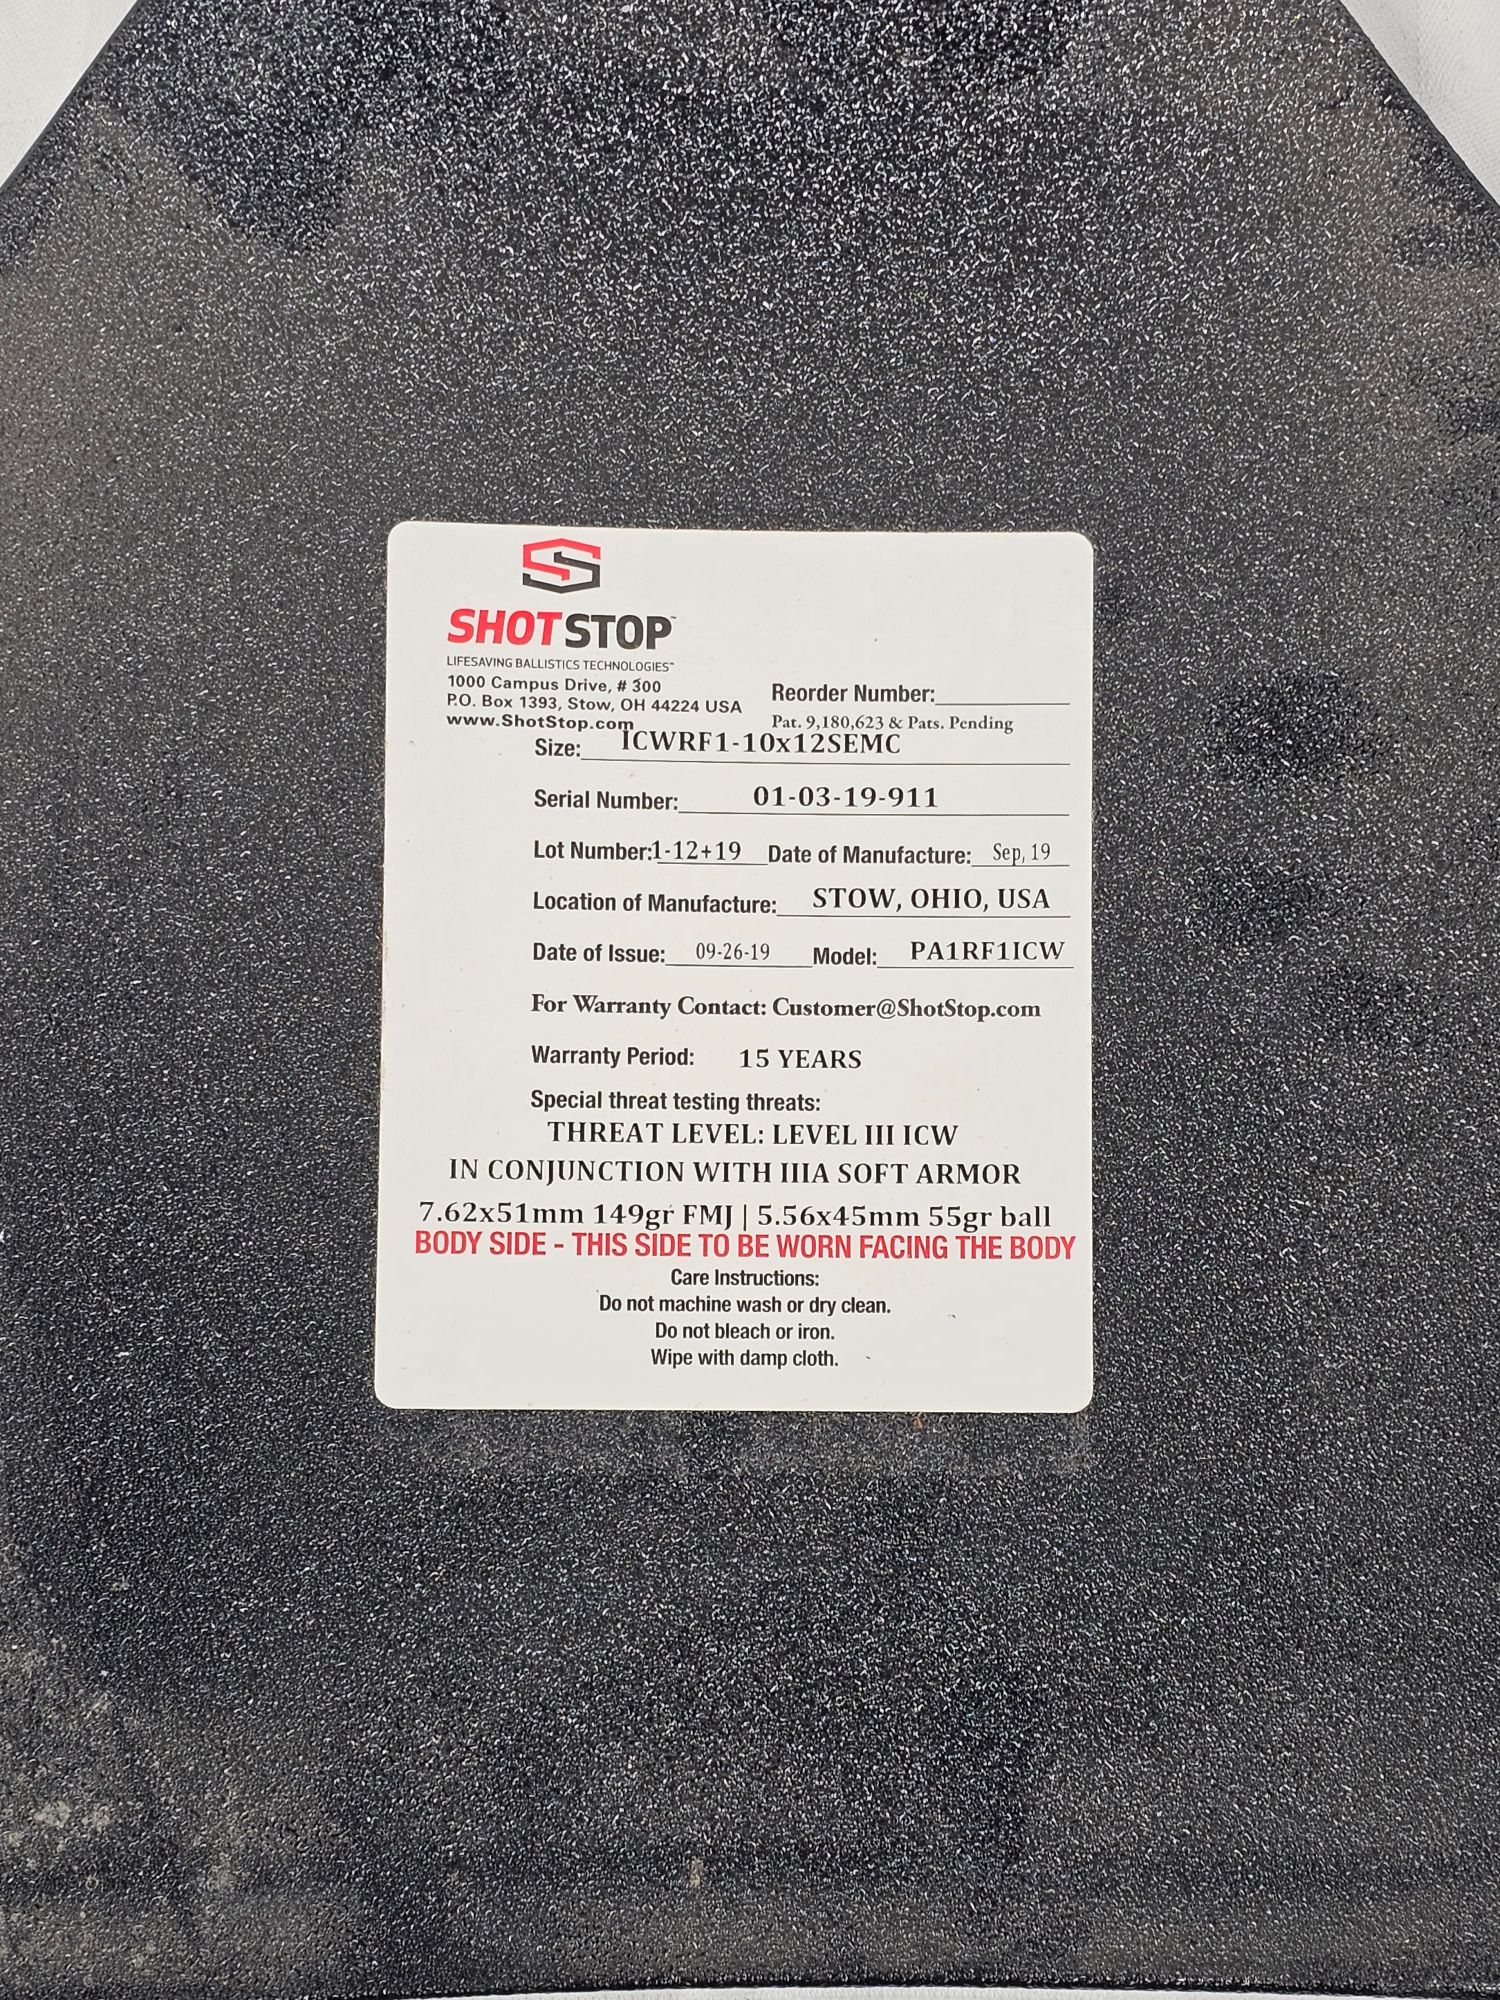 SHOTSTOP™
LIFESAVING BALLISTICS TECHNOLOGIES™
1000 Campus Drive, # 300
P.O. Box 1393, Stow, OH 44224 USA
www.ShotStop.com
Reorder Number:
Pat. 9,180,623 & Pats. Pending
Size: ICWRF1-10x12SEMC
Serial Number: 01-03-19-911
Lot Number:1-12+19 Date of Manufacture: Sep, 19
Location of Manufacture: STOW, OHIO, USA
Date of Issue: 09-26-19 Model: PA1RF1ICW
For Warranty Contact: Customer@ShotStop.com
Warranty Period: 15 YEARS
Special threat testing threats:
THREAT LEVEL: LEVEL III ICW
IN CONJUNCTION WITH IIIA SOFT ARMOR
7.62x51mm 149gr FMJ | 5.56x45mm 55gr ball
BODY SIDE - THIS SIDE TO BE WORN FACING THE BODY
Care Instructions:
Do not machine wash or dry clean.
Do not bleach or iron.
Wipe with damp cloth.